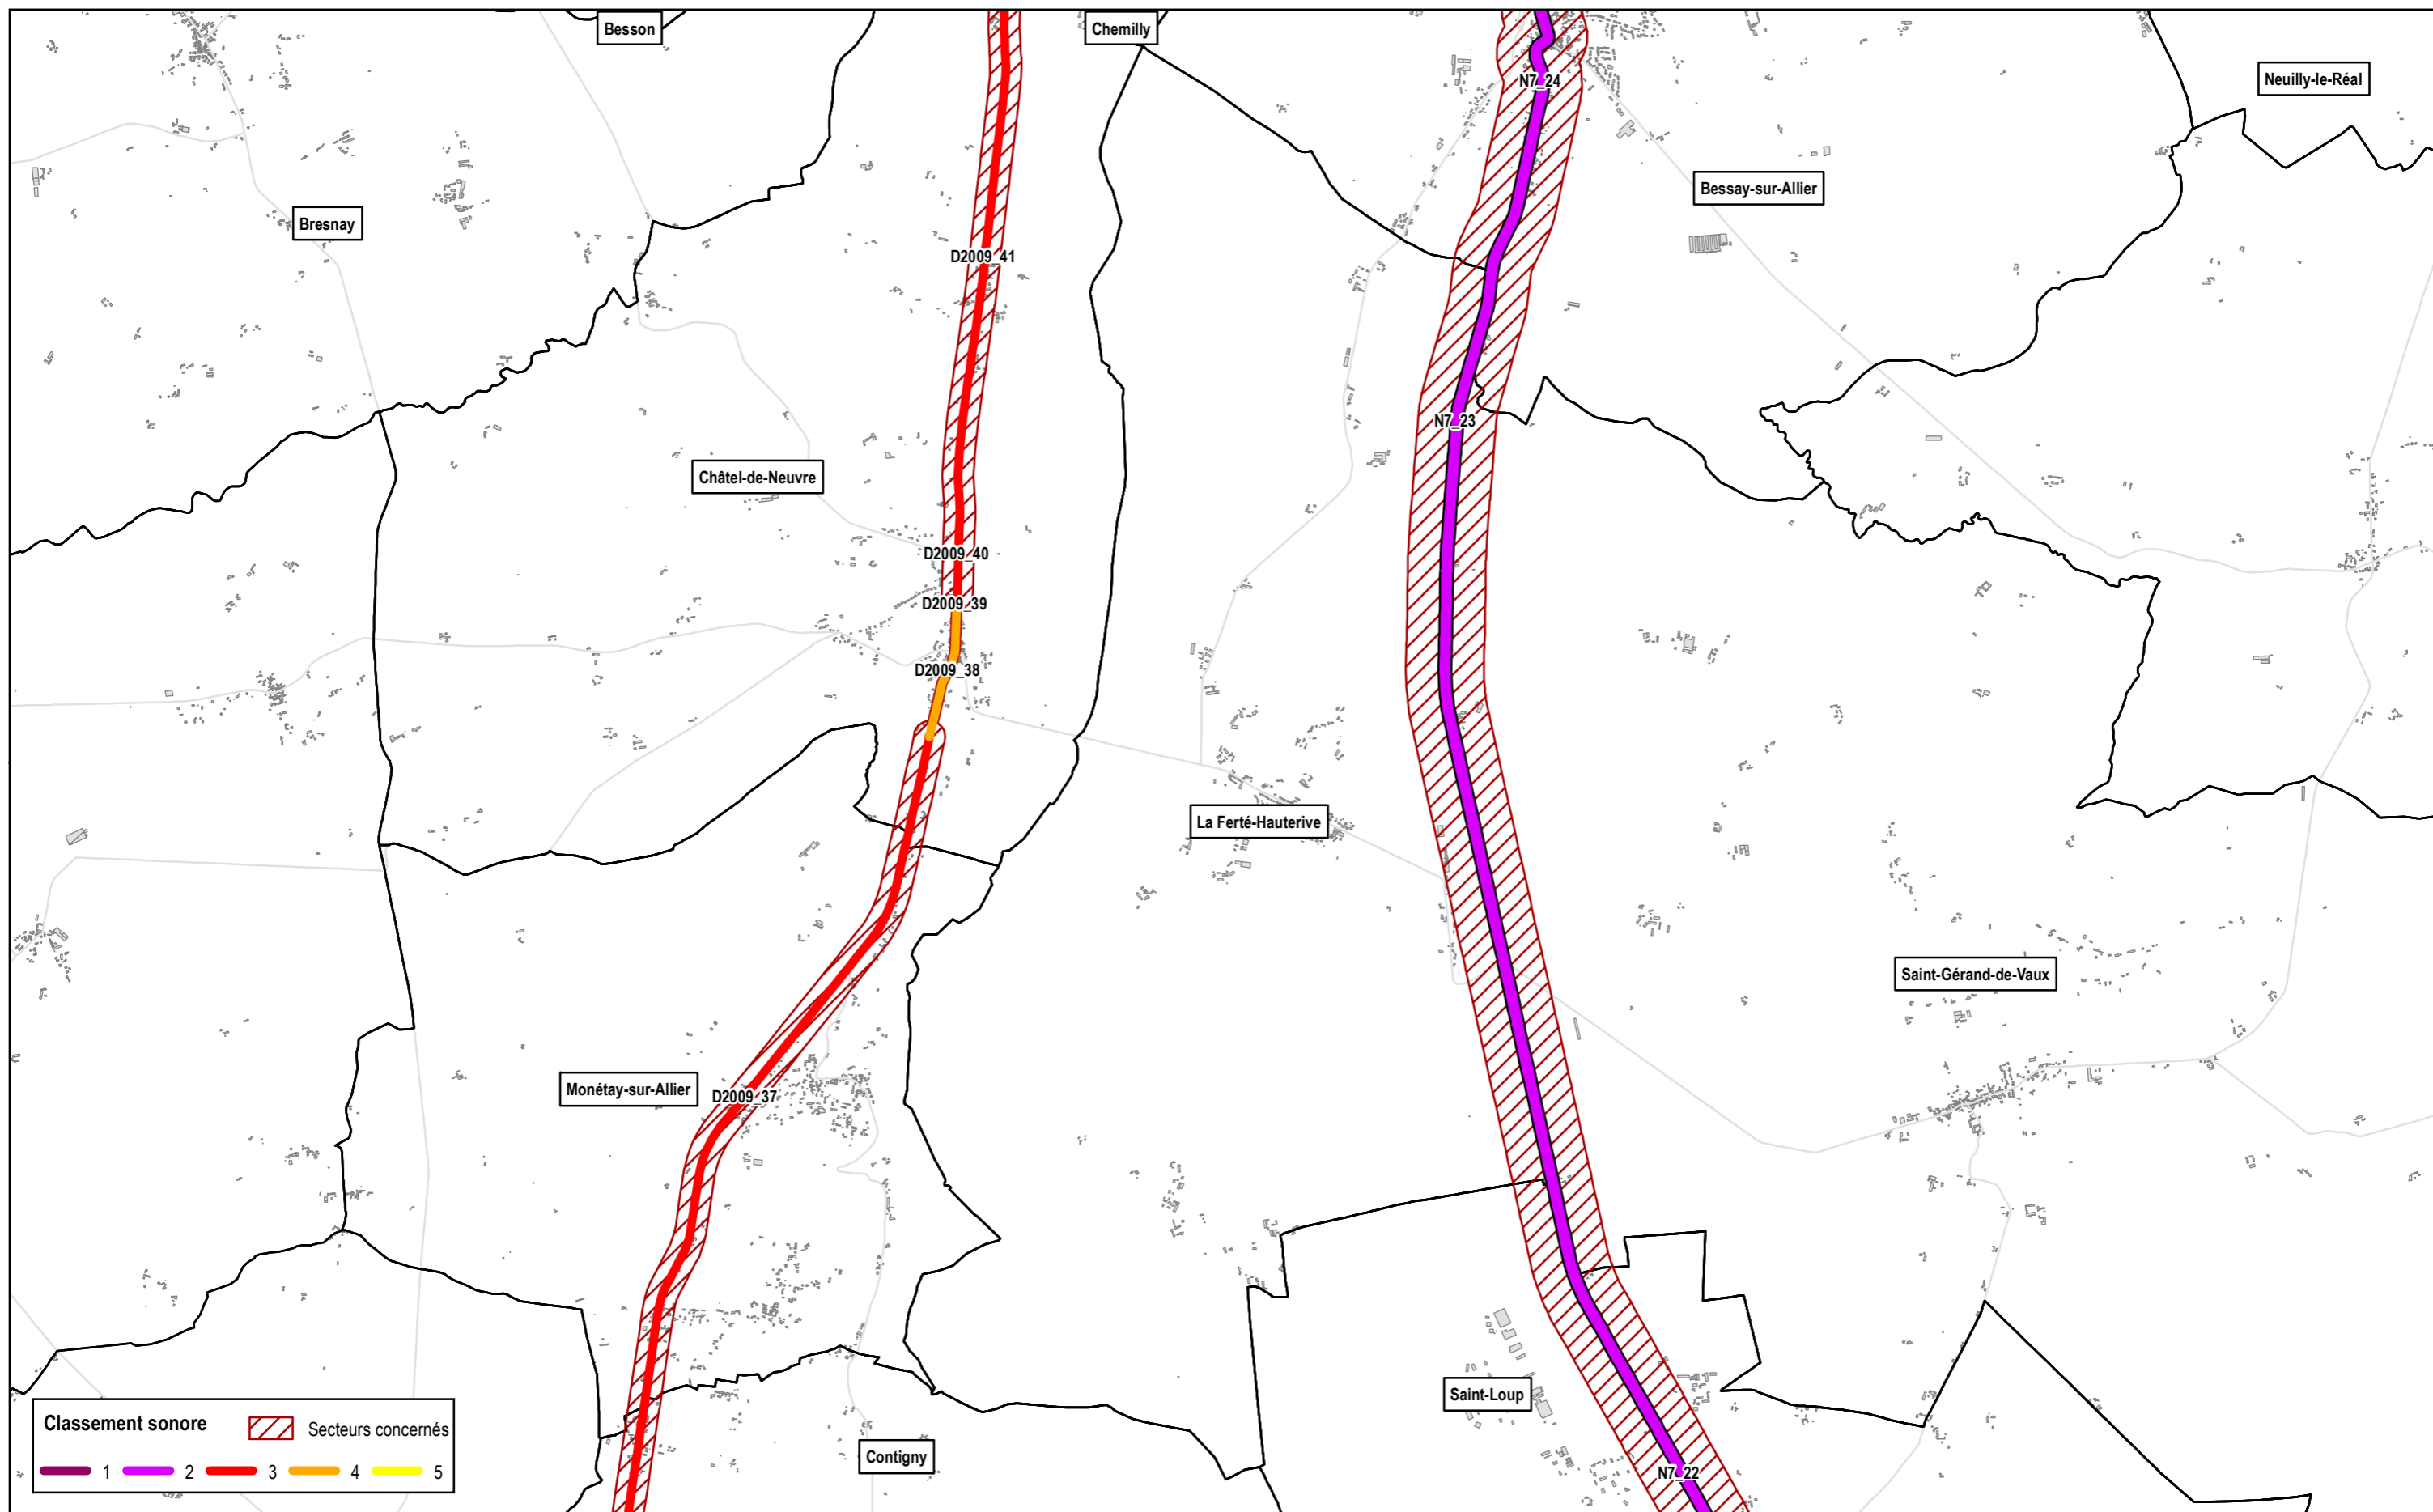 Besson
Chemilly
N7_24
Neuilly-le-Réal
Bessay-sur-Allier
Bresnay
D2009_41
N7_23
Châtel-de-Neuvre
D2009_40
D2009_39
D2009_38
La Ferté-Hauterive
Saint-Gérand-de-Vaux
Monétay-sur-Allier
D2009_37
Saint-Loup
Contigny
N7_22
Classement sonore
Secteurs concernés
1 2 3 4 5